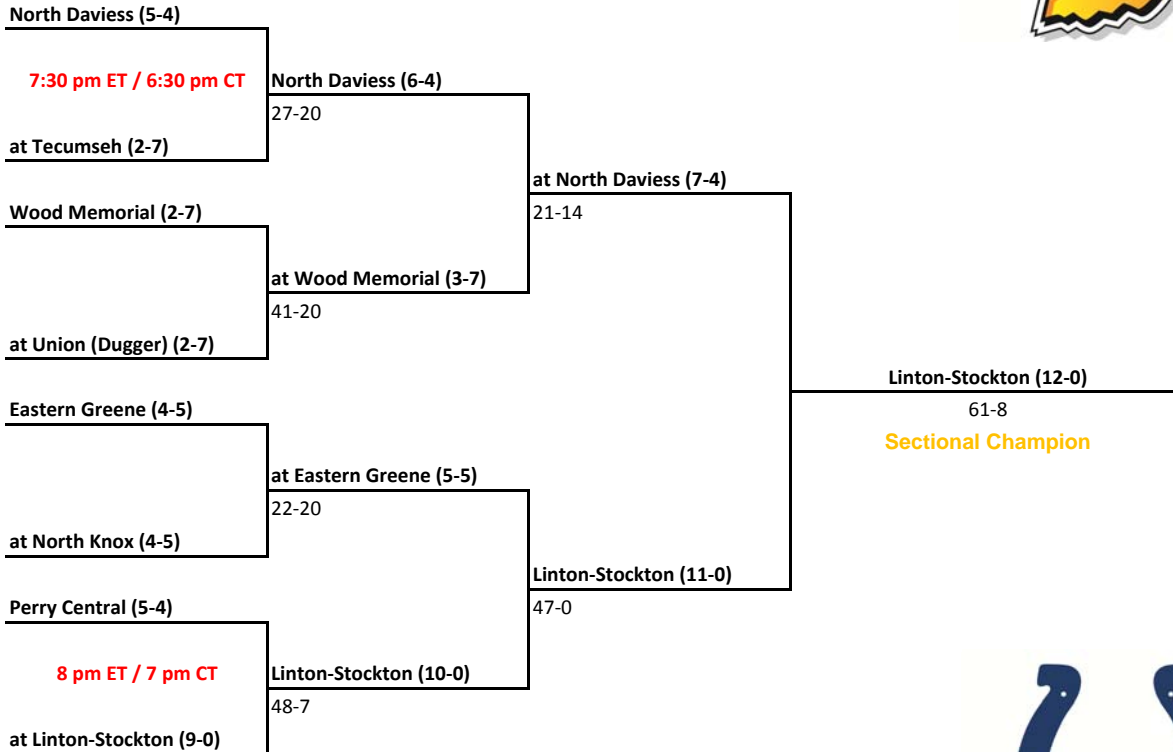 North Daviess (5-4)
7:30 pm ET / 6:30 pm CT
North Daviess (6-4)
27-20
at Tecumseh (2-7)
at North Daviess (7-4)
21-14
Wood Memorial (2-7)
at Wood Memorial (3-7)
41-20
at Union (Dugger) (2-7)
Linton-Stockton (12-0)
61-8
Sectional Champion
Eastern Greene (4-5)
at Eastern Greene (5-5)
22-20
at North Knox (4-5)
Linton-Stockton (11-0)
47-0
Perry Central (5-4)
8 pm ET / 7 pm CT
Linton-Stockton (10-0)
48-7
at Linton-Stockton (9-0)